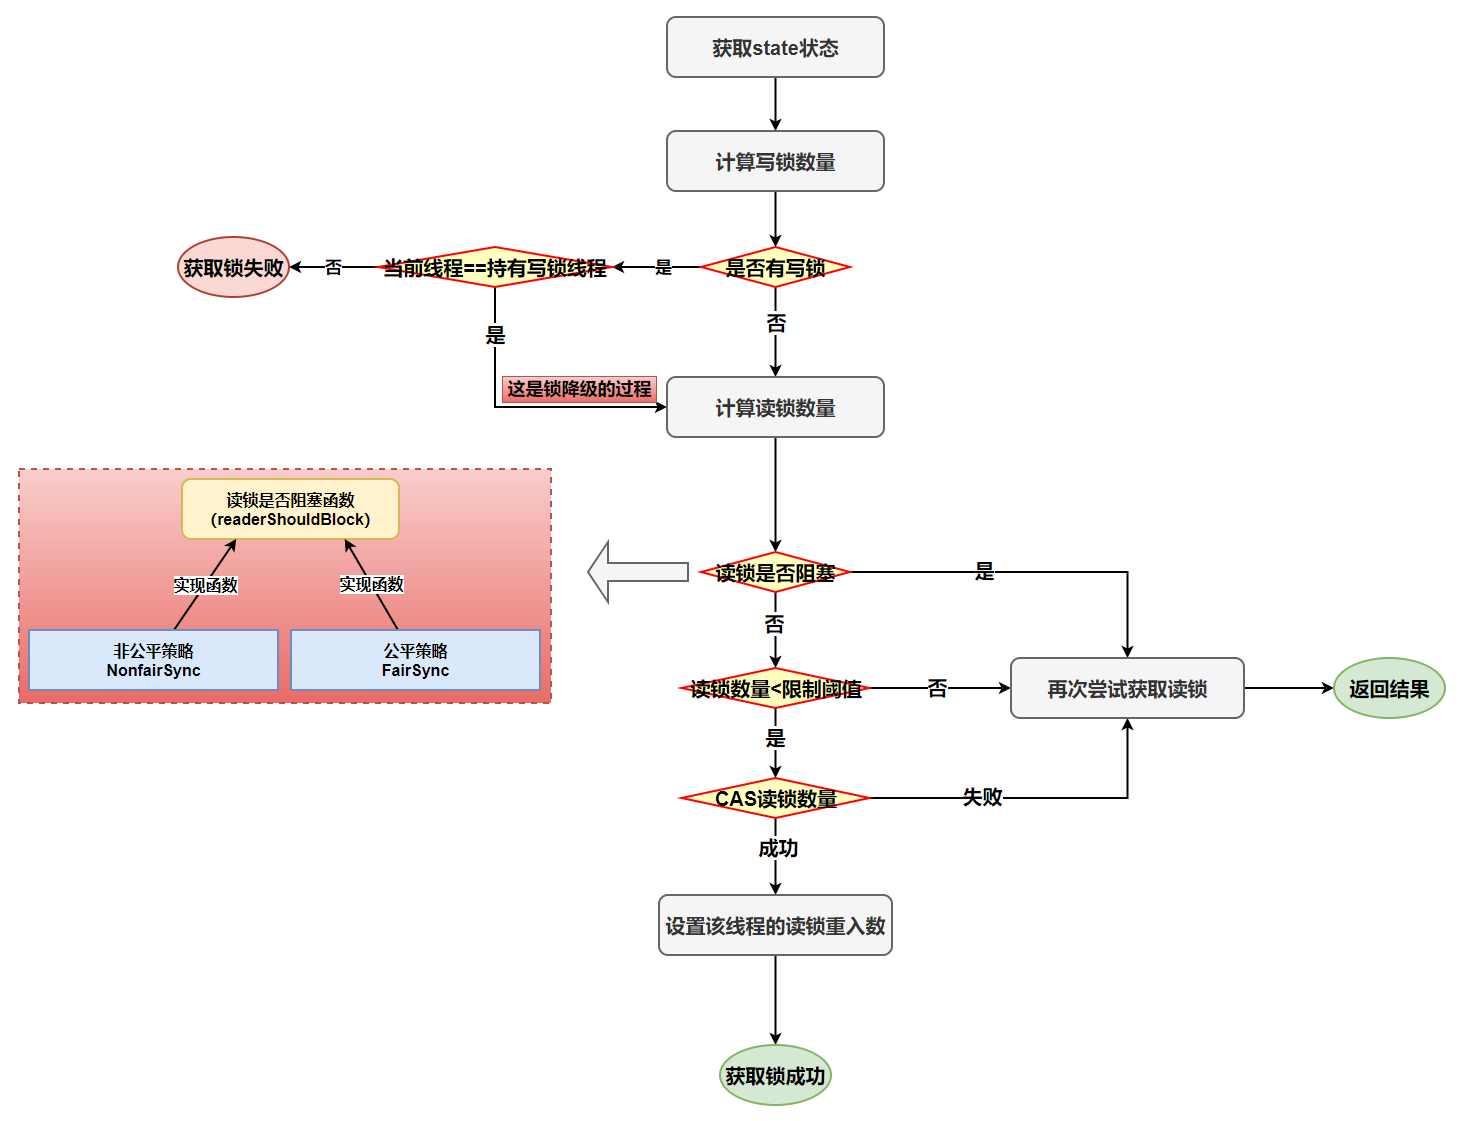 获取state状态
计算写锁数量
获取锁失败
否
当前线程==持有写锁线程
是
是否有写锁
否
是
这是锁降级的过程
计算读锁数量
读锁是否阻塞函数
(readerShouldBlock)
实现函数
实现函数
非公平策略
NonfairSync
公平策略
FairSync
读锁是否阻塞
是
否
读锁数量<限制阈值
否
再次尝试获取读锁
返回结果
是
CAS读锁数量
失败
成功
设置该线程的读锁重入数
获取锁成功